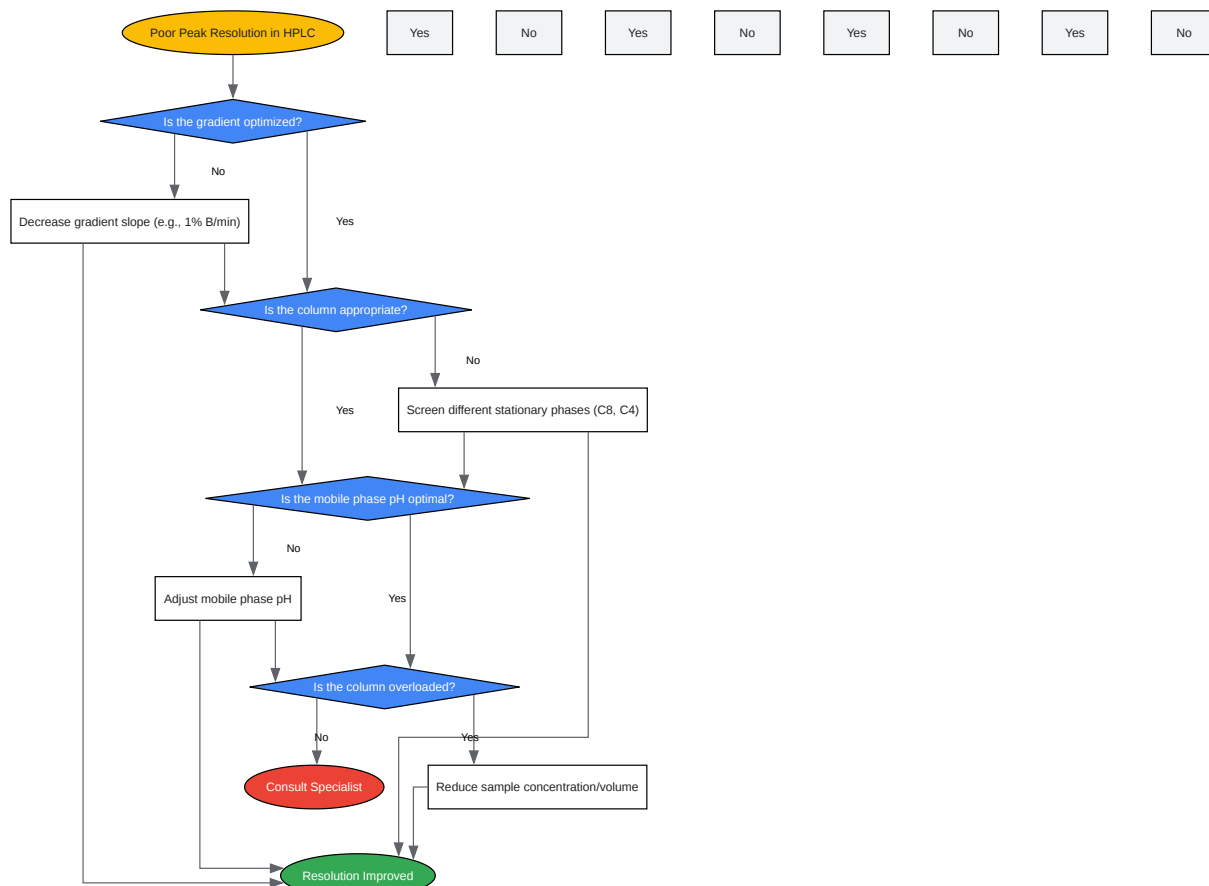 Poor Peak Resolution in HPLC
Yes
No
Yes
No
Yes
No
Yes
No
Is the gradient optimized?
No
Decrease gradient slope (e.g., 1% B/min)
Yes
Is the column appropriate?
No
Yes
Screen different stationary phases (C8, C4)
Is the mobile phase pH optimal?
No
Adjust mobile phase pH
Yes
Is the column overloaded?
No
Yes
Consult Specialist
Reduce sample concentration/volume
Resolution Improved